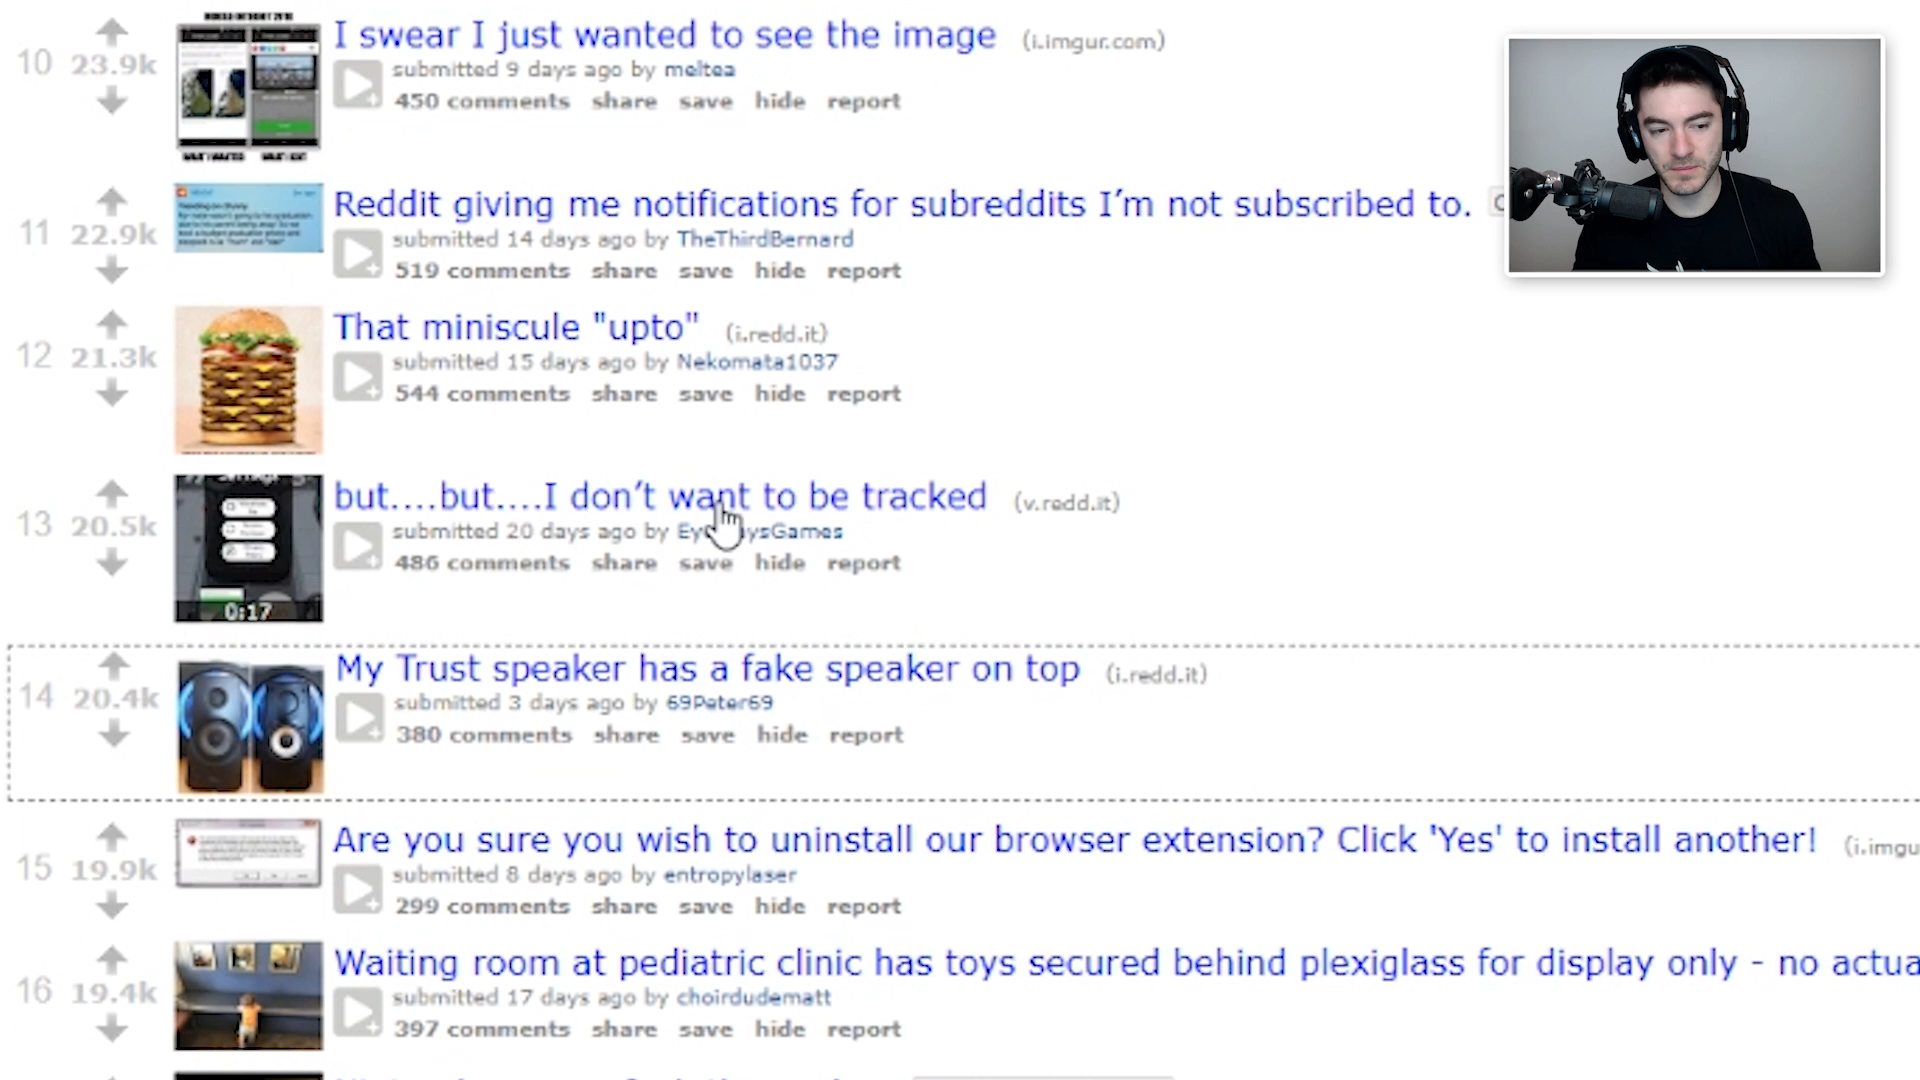 10 23.9k
I swear I just wanted to see the image (i.imgur.com)
submitted 9 days ago by meltea
450 comments share save hide report
11 22.9k
Reddit giving me notifications for subreddits I’m not subscribed to.
submitted 14 days ago by TheThirdBernard
519 comments share save hide report
12 21.3k
That miniscule "upto" (i.redd.it)
submitted 15 days ago by Nekomata1037
544 comments share save hide report
13 20.5k
but....but....I don’t want to be tracked (v.redd.it)
submitted 20 days ago by
486 comments share save hide report
0:17
14 20.4k
My Trust speaker has a fake speaker on top (i.redd.it)
submitted 3 days ago by 69Peter69
380 comments share save hide report
15 19.9k
Are you sure you wish to uninstall our browser extension? Click 'Yes' to install another! (i.imgu
submitted 8 days ago by entropylaser
299 comments share save hide report
16 19.4k
Waiting room at pediatric clinic has toys secured behind plexiglass for display only - no actua
submitted 17 days ago by choirdudematt
397 comments share save hide report